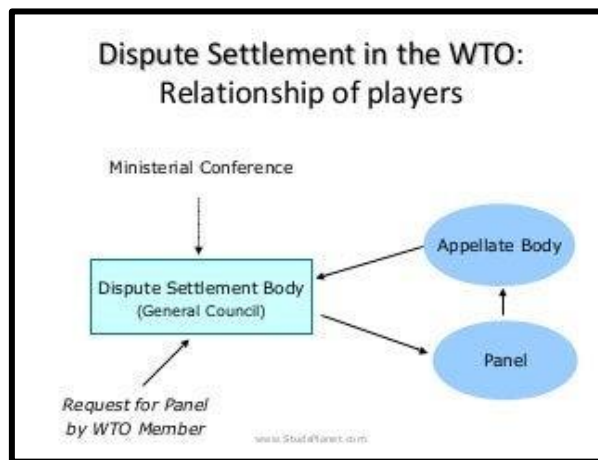 Dispute Settlement in the WTO:
Relationship of players
Ministerial Conference
Appellate Body
Dispute Settlement Body
(General Council)
Panel
Request for Panel
by WTO Member